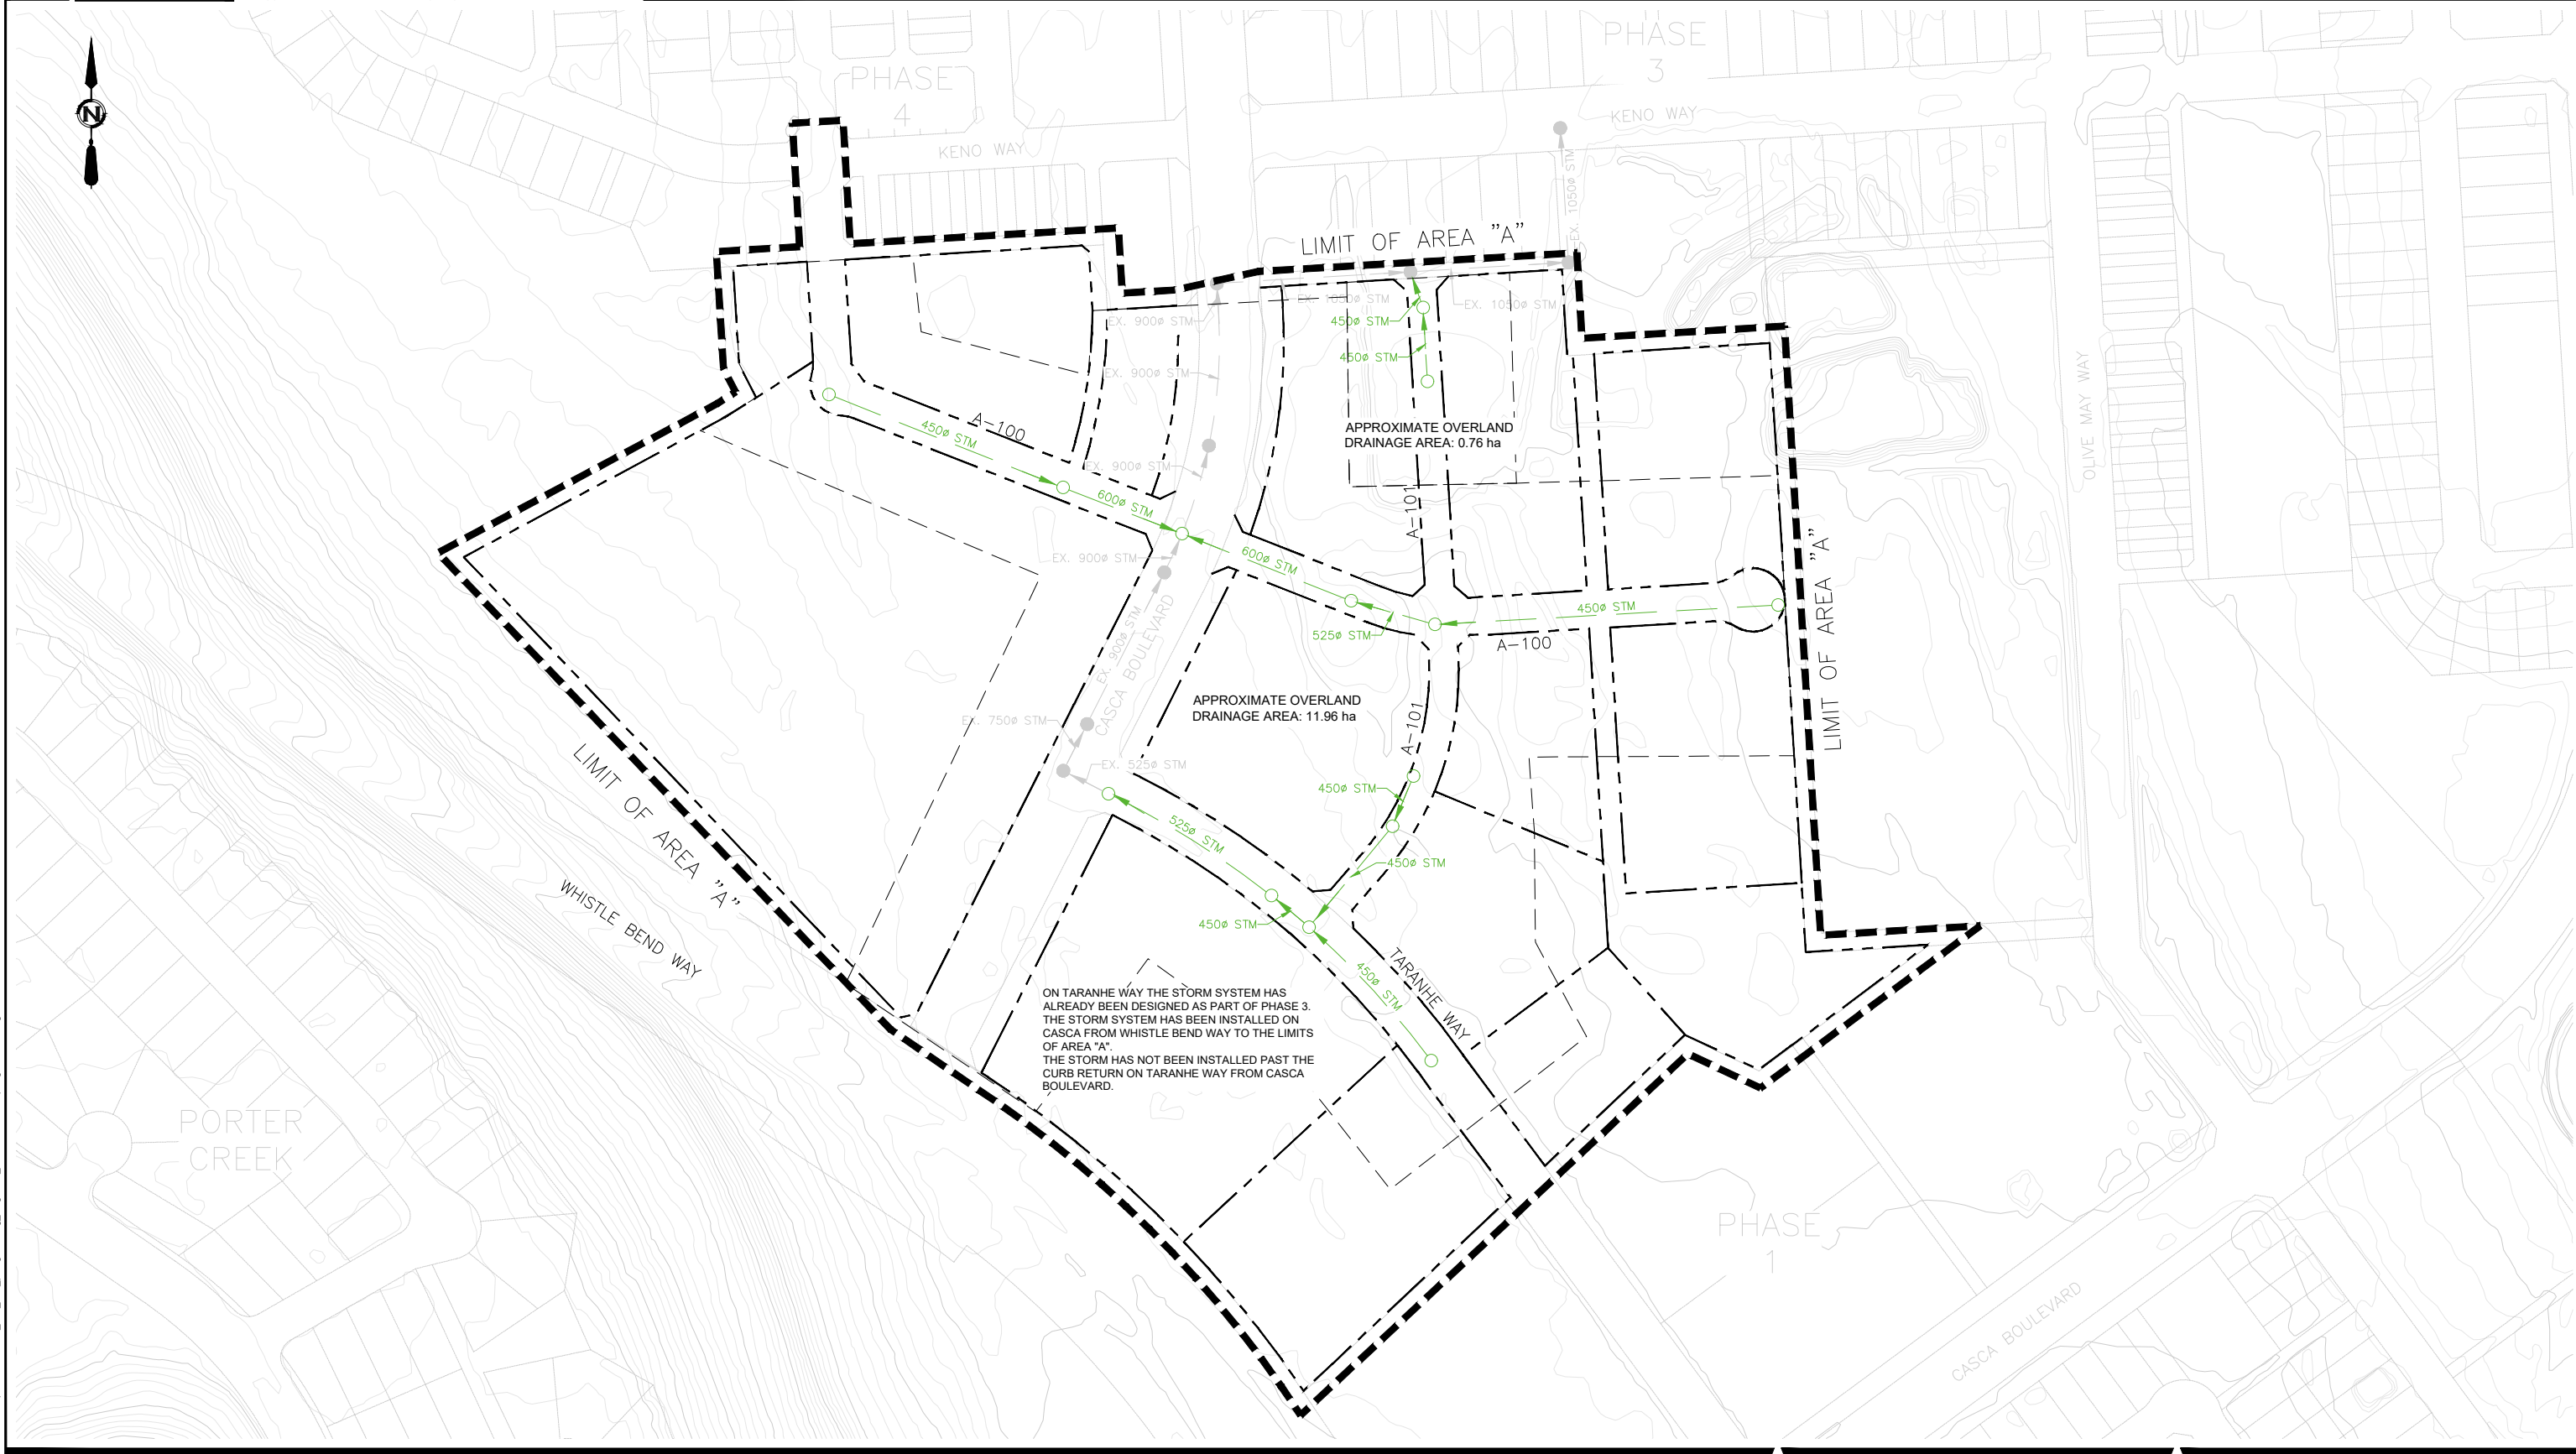 PHASE
3
PHASE
4
N
KENO WAY
KENO WAY
EX. 1050ø STM
LIMIT OF AREA "A"
EX. 1050ø STM
EX. 1050ø STM
EX. 900ø STM
450ø STM
450ø STM
EX. 900ø STM
OLIVE MAY WAY
A-100
450ø STM
APPROXIMATE OVERLAND
DRAINAGE AREA: 0.76 ha
EX. 900ø STM
600ø STM
A-101
EX. 900ø STM
600ø STM
LIMIT OF AREA "A"
450ø STM
525ø STM
A-100
EX. 900ø STM
CASCA BOULEVARD
APPROXIMATE OVERLAND
DRAINAGE AREA: 11.96 ha
EX. 750ø STM
A-101
EX. 525ø STM
LIMIT OF AREA "A"
450ø STM
525ø STM
450ø STM
WHISTLE BEND WAY
450ø STM
450ø STM
TARANHE WAY
ON TARANHE WAY THE STORM SYSTEM HAS
ALREADY BEEN DESIGNED AS PART OF PHASE 3.
THE STORM SYSTEM HAS BEEN INSTALLED ON
CASCA FROM WHISTLE BEND WAY TO THE LIMITS
OF AREA "A".
THE STORM HAS NOT BEEN INSTALLED PAST THE
CURB RETURN ON TARANHE WAY FROM CASCA
BOULEVARD.
PORTER
CREEK
PHASE
1
CASCA BOULEVARD